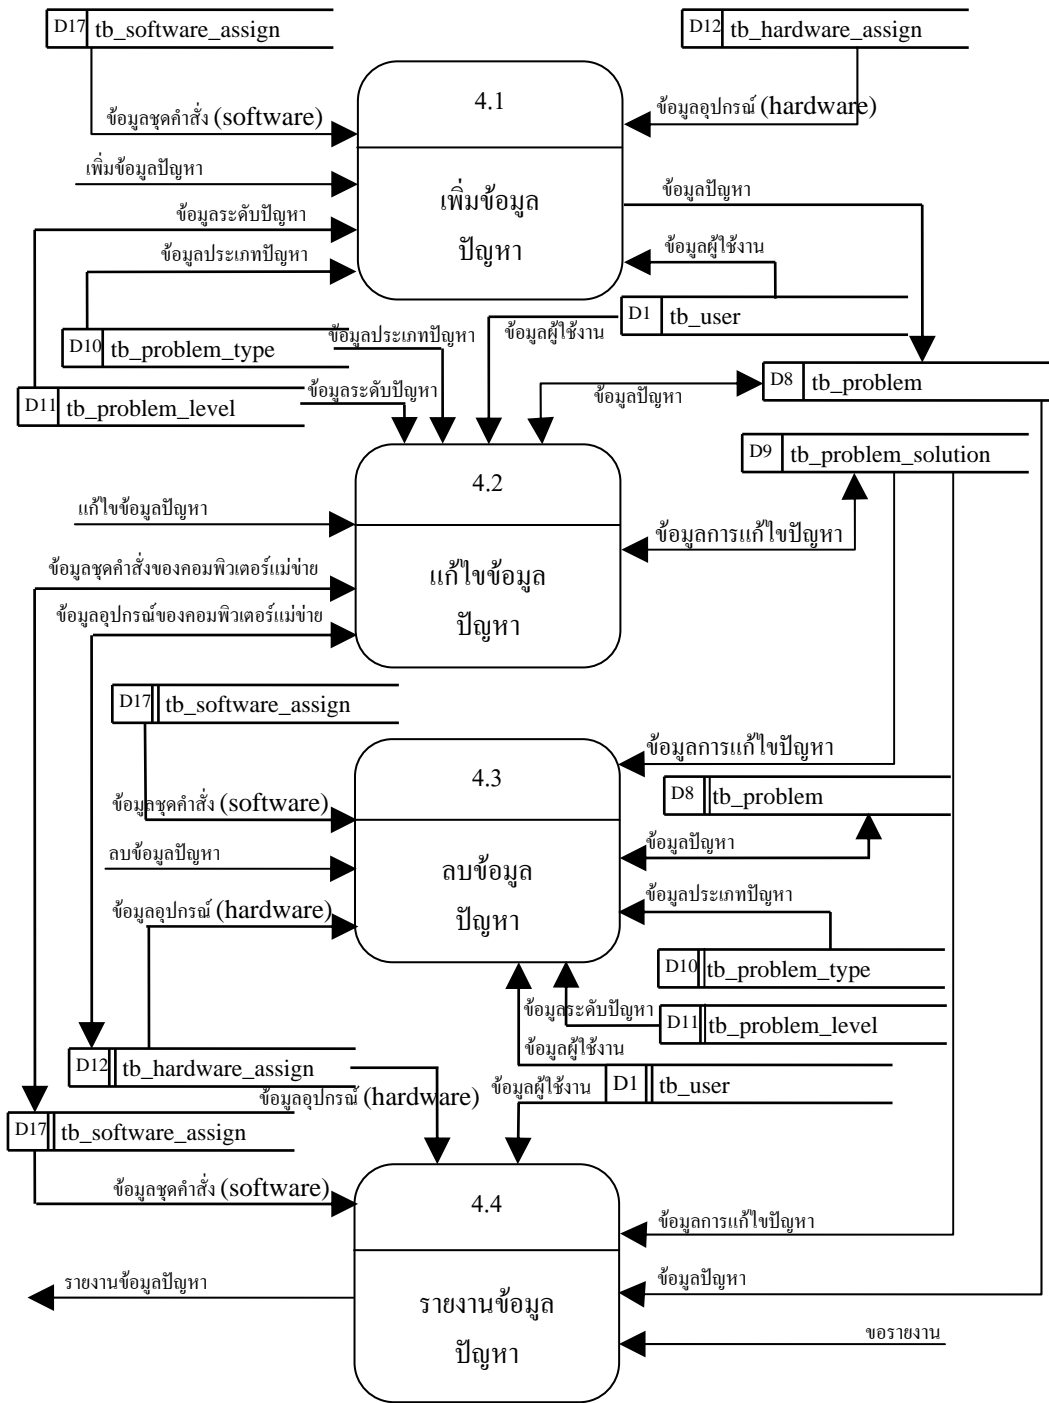 D17 tb_software_assign
D12 tb_hardware_assign
4.1
ข้อมูลชุดคำสั่ง (software)
ข้อมูลอุปกรณ์ (hardware)
เพิ่มข้อมูลปัญหา
เพิ่มข้อมูล
ปัญหา
ข้อมูลปัญหา
ข้อมูลระดับปัญหา
ข้อมูลประเภทปัญหา
ข้อมูลผู้ใช้งาน
D1 tb_user
D10 tb_problem_type
ข้อมูลประเภทปัญหา
ข้อมูลผู้ใช้งาน
D8 tb_problem
D11 tb_problem_level
ข้อมูลระดับปัญหา
ข้อมูลปัญหา
D9 tb_problem_solution
4.2
แก้ไขข้อมูลปัญหา
ข้อมูลการแก้ไขปัญหา
ข้อมูลชุดคำสั่งของคอมพิวเตอร์แม่ข่าย
แก้ไขข้อมูล
ปัญหา
ข้อมูลอุปกรณ์ของคอมพิวเตอร์แม่ข่าย
D17 tb_software_assign
ข้อมูลการแก้ไขปัญหา
4.3
D8 tb_problem
ข้อมูลชุดคำสั่ง (software)
ข้อมูลปัญหา
ลบข้อมูลปัญหา
ลบข้อมูล
ปัญหา
ข้อมูลประเภทปัญหา
ข้อมูลอุปกรณ์ (hardware)
D10 tb_problem_type
ข้อมูลระดับปัญหา
D11 tb_problem_level
ข้อมูลผู้ใช้งาน
D12 tb_hardware_assign
ข้อมูลผู้ใช้งาน
D1 tb_user
ข้อมูลอุปกรณ์ (hardware)
D17 tb_software_assign
ข้อมูลชุดคำสั่ง (software)
4.4
ข้อมูลการแก้ไขปัญหา
รายงานข้อมูลปัญหา
ข้อมูลปัญหา
รายงานข้อมูล
ปัญหา
ขอรายงาน